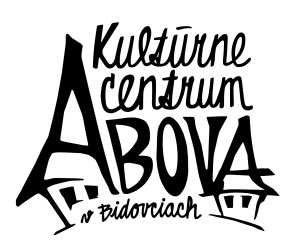 Kultúrne
centrum
ABOVA
v Bidovciach